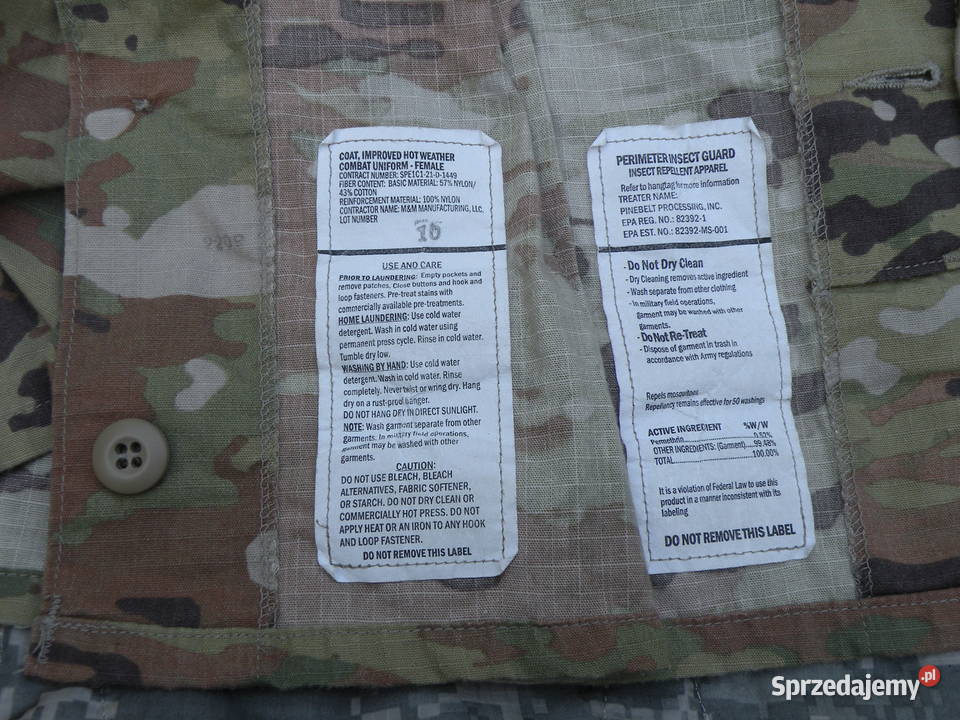 COAT, IMPROVED HOT WEATHER
COMBAT UNIFORM - FEMALE
CONTRACT NUMBER: SPE1C1-21-D-1449
FIBER CONTENT: BASIC MATERIAL: 57% NYLON/
43% COTTON
REINFORCEMENT MATERIAL: 100% NYLON
CONTRACTOR NAME: M&M MANUFACTURING, LLC.
LOT NUMBER
10
USE AND CARE
PRIOR TO LAUNDERING: Empty pockets and
remove patches. Close buttons and hook and
loop fasteners. Pre-treat stains with
commercially available pre-treatments.
HOME LAUNDERING: Use cold water
detergent. Wash in cold water using
permanent press cycle. Rinse in cold water.
Tumble dry low.
WASHING BY HAND: Use cold water
detergent. Wash in cold water. Rinse
completely. Never twist or wring dry. Hang
dry on a rust-proof hanger.
DO NOT HANG DRY IN DIRECT SUNLIGHT.
NOTE: Wash garment separate from other
garments. In military field operations,
garment may be washed with other
garments.
CAUTION:
DO NOT USE BLEACH, BLEACH
ALTERNATIVES, FABRIC SOFTENER,
OR STARCH. DO NOT DRY CLEAN OR
COMMERCIALLY HOT PRESS. DO NOT
APPLY HEAT OR AN IRON TO ANY HOOK
AND LOOP FASTENER.
DO NOT REMOVE THIS LABEL
PERIMETER INSECT GUARD
INSECT REPELLENT APPAREL
Refer to hangtag for more information
TREATER NAME:
PINEBELT PROCESSING, INC.
EPA REG. NO.: 82392-1
EPA EST. NO.: 82392-MS-001
- Do Not Dry Clean
- Dry Cleaning removes active ingredient
- Wash separate from other clothing
- In military field operations,
garment may be washed with other
garments.
- Do Not Re-Treat
- Dispose of garment in trash in
accordance with Army regulations
Repels mosquitoes
Repellency remains effective for 50 washings
ACTIVE INGREDIENT %W/W
Permethrin 0.52%
OTHER INGREDIENTS: (Garment) 99.48%
TOTAL 100.00%
It is a violation of Federal Law to use this
product in a manner inconsistent with its
labeling
DO NOT REMOVE THIS LABEL
Sprzedajemy.pl